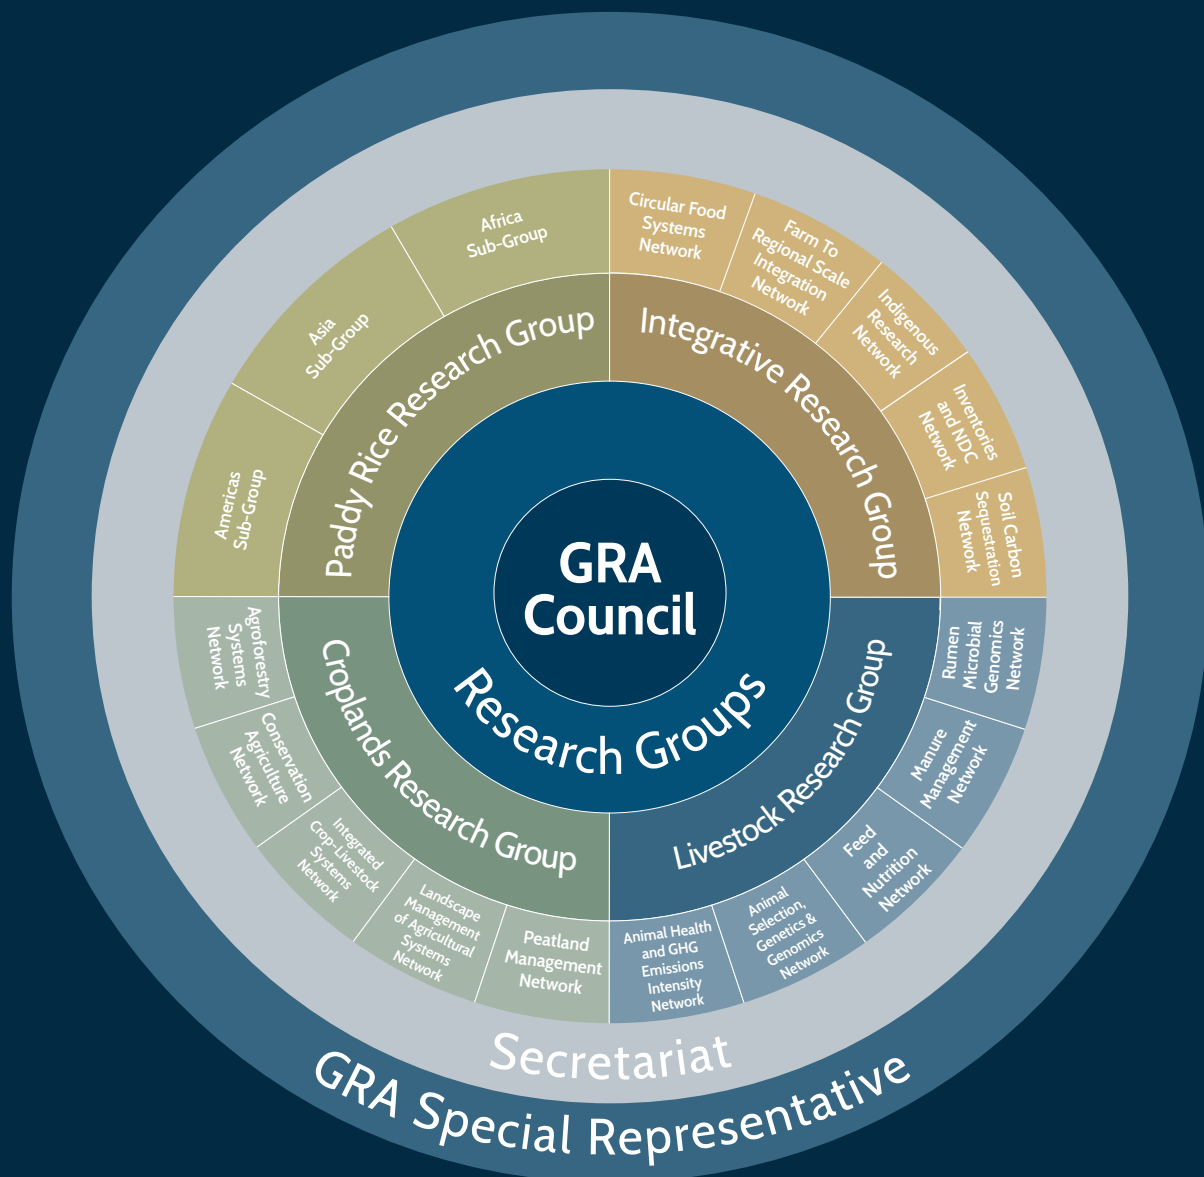 GRA
Council
Research Groups
Paddy Rice Research Group
Africa
Sub-Group
Asia
Sub-Group
Americas
Sub-Group
Integrative Research Group
Circular Food
Systems
Network
Farm To
Regional Scale
Integration
Network
Indigenous
Research
Network
Inventories
and NDC
Network
Soil Carbon
Sequestration
Network
Livestock Research Group
Rumen
Microbial
Genomics
Network
Manure
Management
Network
Feed
and
Nutrition
Network
Animal
Selection,
Genetics &
Genomics
Network
Animal Health
and GHG
Emissions
Intensity
Network
Croplands Research Group
Agroforestry
Systems
Network
Conservation
Agriculture
Network
Integrated
Crop-Livestock
Systems
Network
Landscape
Management
of Agricultural
Systems
Network
Peatland
Management
Network
Secretariat
GRA Special Representative